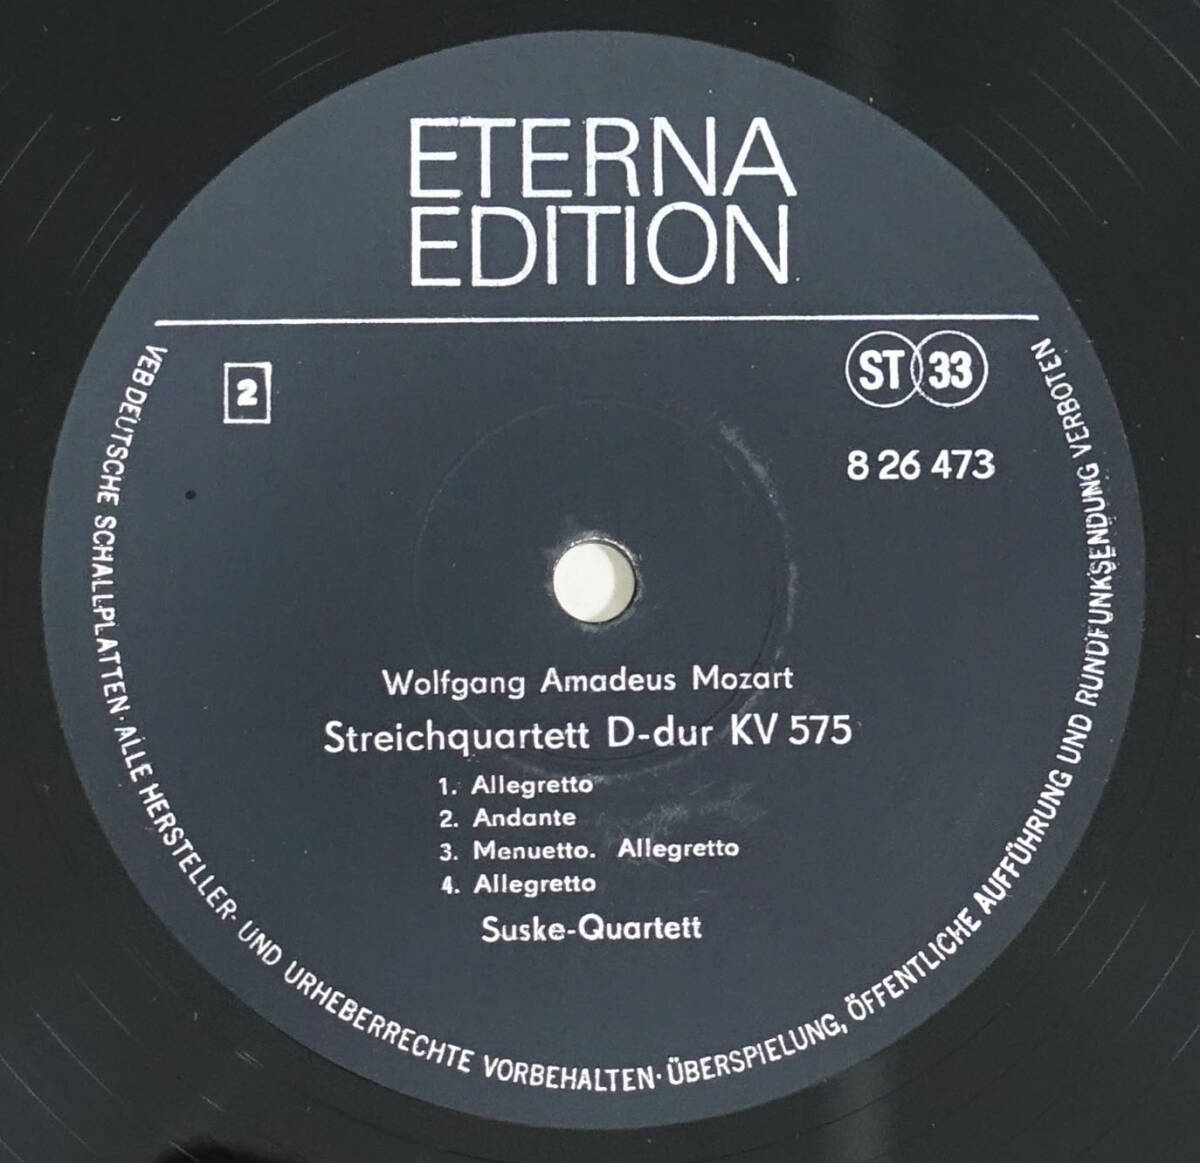 ETERNA
EDITION
2
ST 33
8 26 473
Wolfgang Amadeus Mozart
Streichquartett D-dur KV 575
1. Allegretto
2. Andante
3. Menuetto. Allegretto
4. Allegretto
Suske-Quartett
VEB DEUTSCHE SCHALLPLATTEN · ALLE HERSTELLER- UND URHEBERRECHTE VORBEHALTEN · ÜBERSPIELUNG, ÖFFENTLICHE AUFFÜHRUNG UND RUNDFUNKSENDUNG VERBOTEN